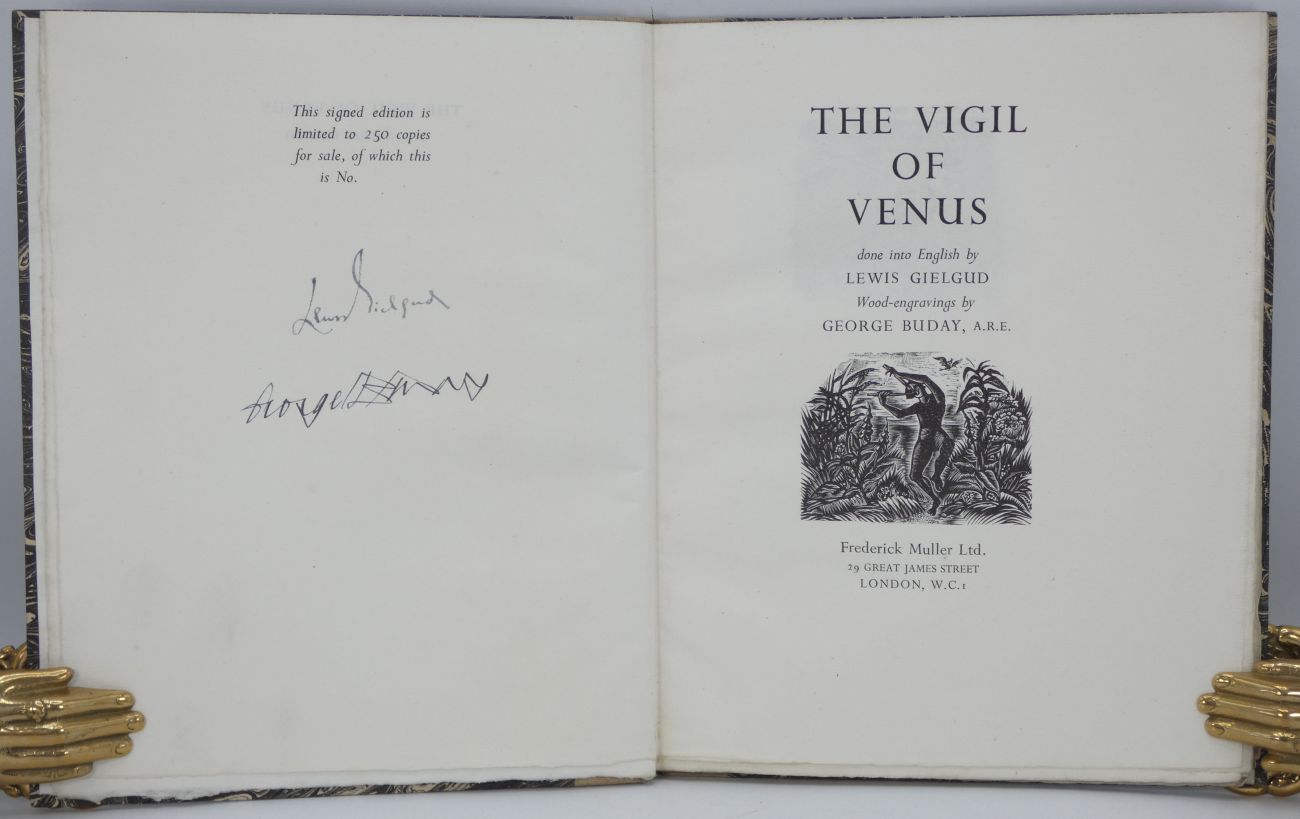 This signed edition is
limited to 250 copies
for sale, of which this
is No.
Lewis Gielgud
George Buday
THE VIGIL
OF
VENUS
done into English by
LEWIS GIELGUD
Wood-engravings by
GEORGE BUDAY, A.R.E.
Frederick Muller Ltd.
29 GREAT JAMES STREET
LONDON, W.C.1